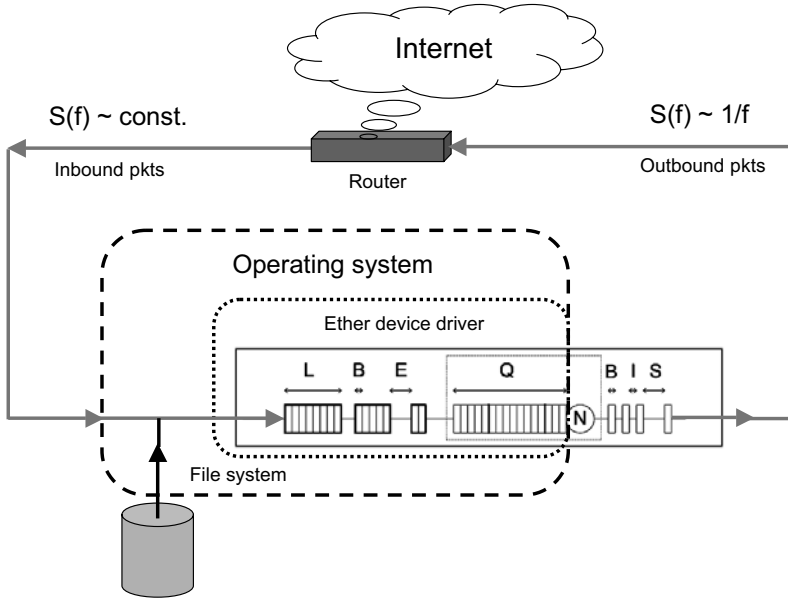 Internet
S(f) ~ const.
S(f) ~ 1/f
Inbound pkts
Router
Outbound pkts
Operating system
Ether device driver
L B E Q B I S
N
File system